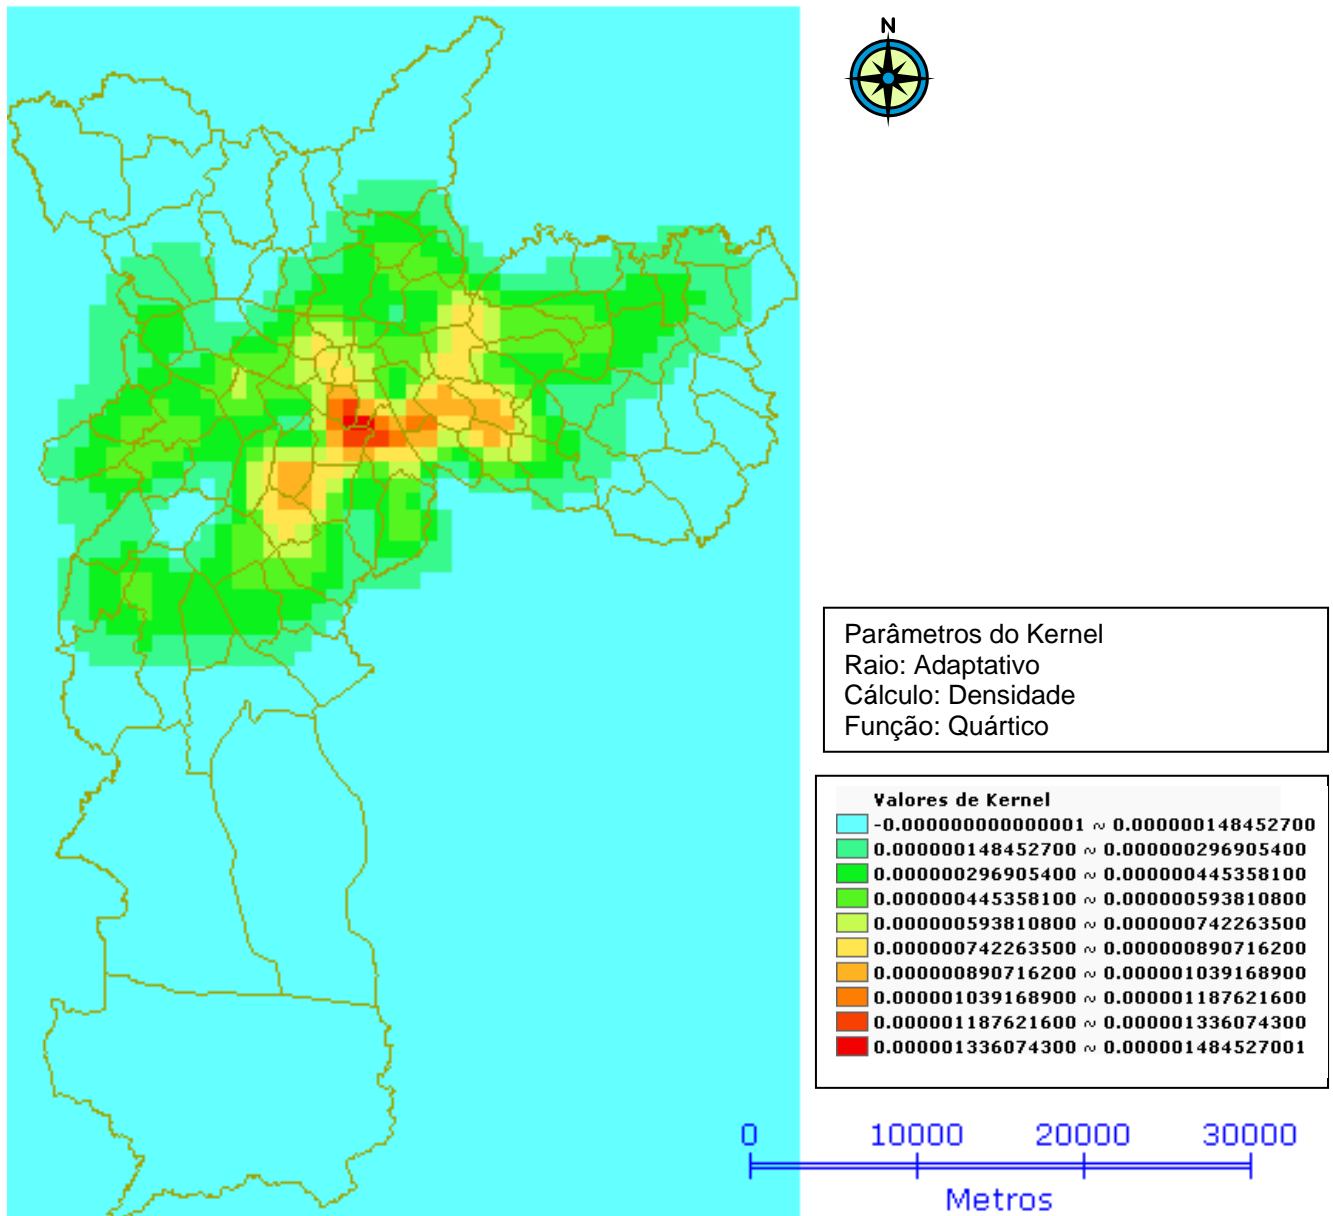 N
Parâmetros do Kernel
Raio: Adaptativo
Cálculo: Densidade
Função: Quártico
Valores de Kernel
-0.000000000000001 ~ 0.000000148452700
0.000000148452700 ~ 0.000000296905400
0.000000296905400 ~ 0.000000445358100
0.000000445358100 ~ 0.000000593810800
0.000000593810800 ~ 0.000000742263500
0.000000742263500 ~ 0.000000890716200
0.000000890716200 ~ 0.000001039168900
0.000001039168900 ~ 0.000001187621600
0.000001187621600 ~ 0.000001336074300
0.000001336074300 ~ 0.000001484527001
0 10000 20000 30000
Metros